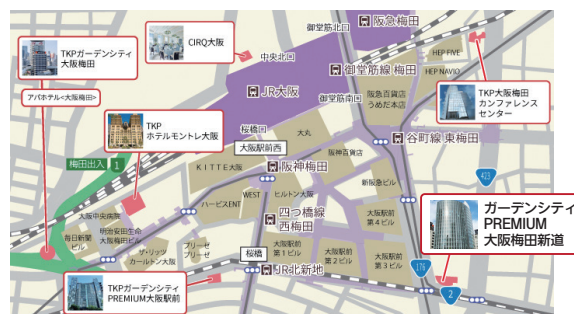 阪急梅田
御堂筋北口
CIRQ大阪
TKPガーデンシティ
大阪梅田
中央北口
HEP FIVE
御堂筋線 梅田
HEP NAVIO
JR大阪
アパホテル<大阪梅田>
御堂筋南口
阪急百貨店
うめだ本店
TKP大阪梅田
カンファレンス
センター
TKP
ホテルモントレ大阪
桜橋口
大丸
谷町線 東梅田
大阪駅前西
阪神百貨店
梅田出入
1
KITTE大阪
阪神梅田
423
新阪急ビル
WEST
ヒルトン大阪
ハービスENT
ガーデンシティ
PREMIUM
大阪梅田新道
大阪中央病院
四つ橋線
西梅田
大阪駅前
第4ビル
明治安田生命
大阪梅田ビル
毎日新聞
ビル
ブリーゼ
ブリーゼ
ザ・リッツ
カールトン大阪
桜橋
大阪駅前
第1ビル
大阪駅前
第2ビル
大阪駅前
第3ビル
176
JR北新地
TKPガーデンシティ
PREMIUM大阪駅前
2